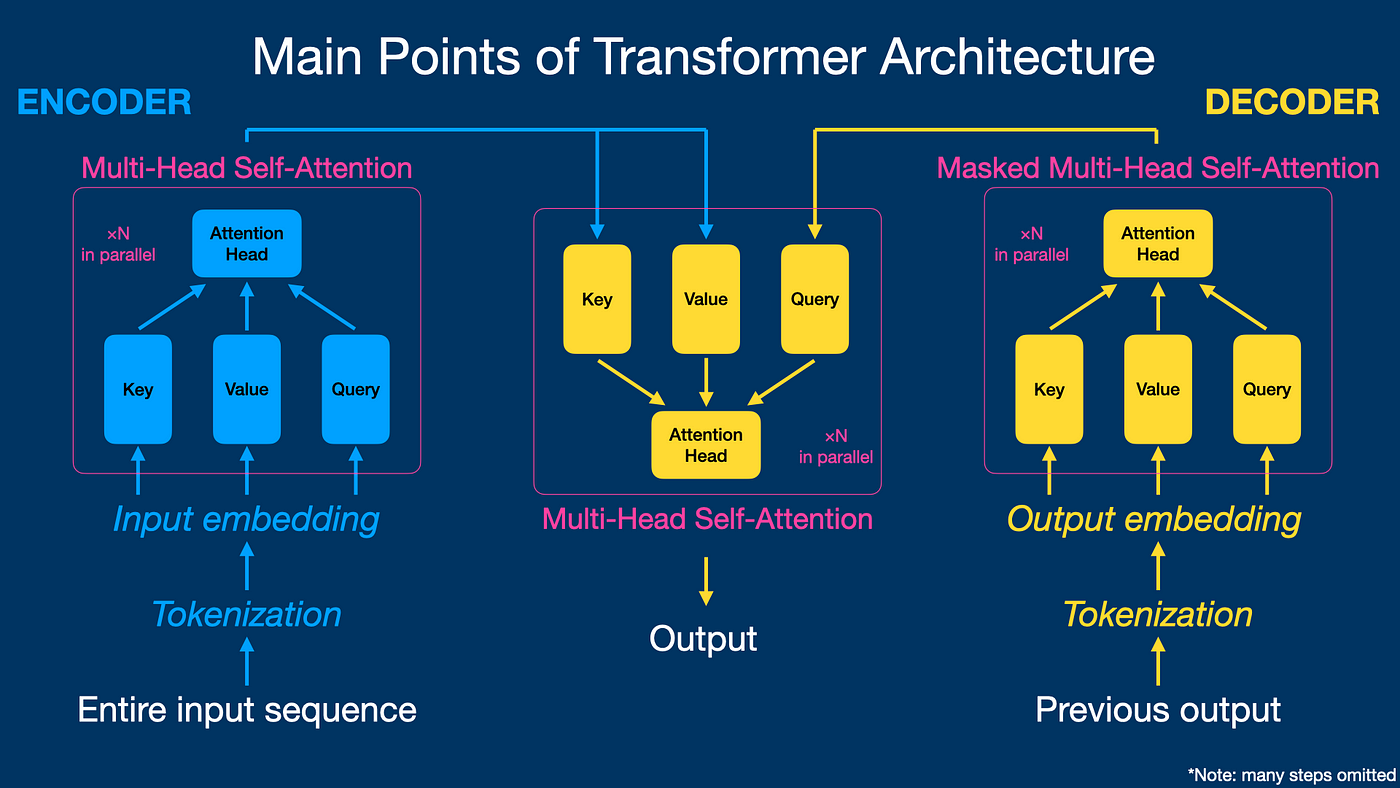 Main Points of Transformer Architecture
ENCODER
DECODER
Multi-Head Self-Attention
×N
in parallel
Attention
Head
Key
Value
Query
Input embedding
Tokenization
Entire input sequence
Key
Value
Query
Attention
Head
×N
in parallel
Multi-Head Self-Attention
Output
Masked Multi-Head Self-Attention
×N
in parallel
Attention
Head
Key
Value
Query
Output embedding
Tokenization
Previous output
*Note: many steps omitted